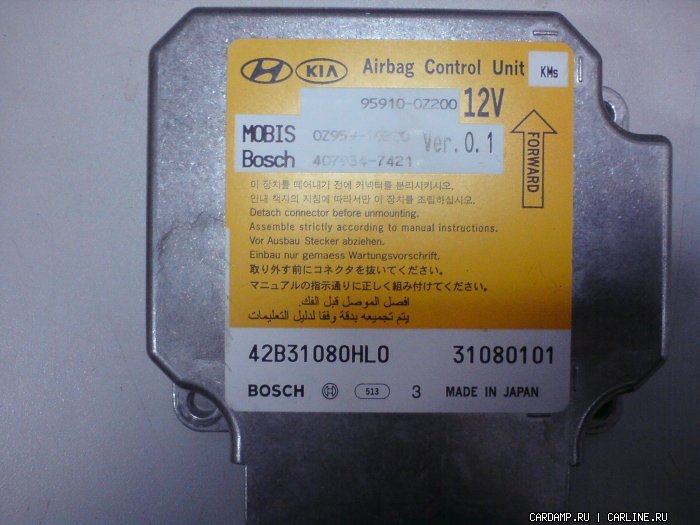 KIA Airbag Control Unit KMs
95910-0Z200 12V
MOBIS Ver.0.1
Bosch 407934-7421
FORWARD
이 장치를 떼어내기 전에 커넥터를 분리시키시오.
안내 책자의 지침에 따라서만 이 장치를 조립하십시오.
Detach connector before unmounting.
Assemble strictly according to manual instructions.
Vor Ausbau Stecker abziehen.
Einbau nur gemaess Wartungsvorschrift.
取り外す前にコネクタを抜いてください。
マニュアルの指示通りに正しく組み付けてください。
افصل الموصل قبل الفك.
يتم تجميعه بدقة وفقا لدليل التعليمات
42B31080HL0 31080101
BOSCH 513 3 MADE IN JAPAN
CARDAMP.RU | CARLINE.RU